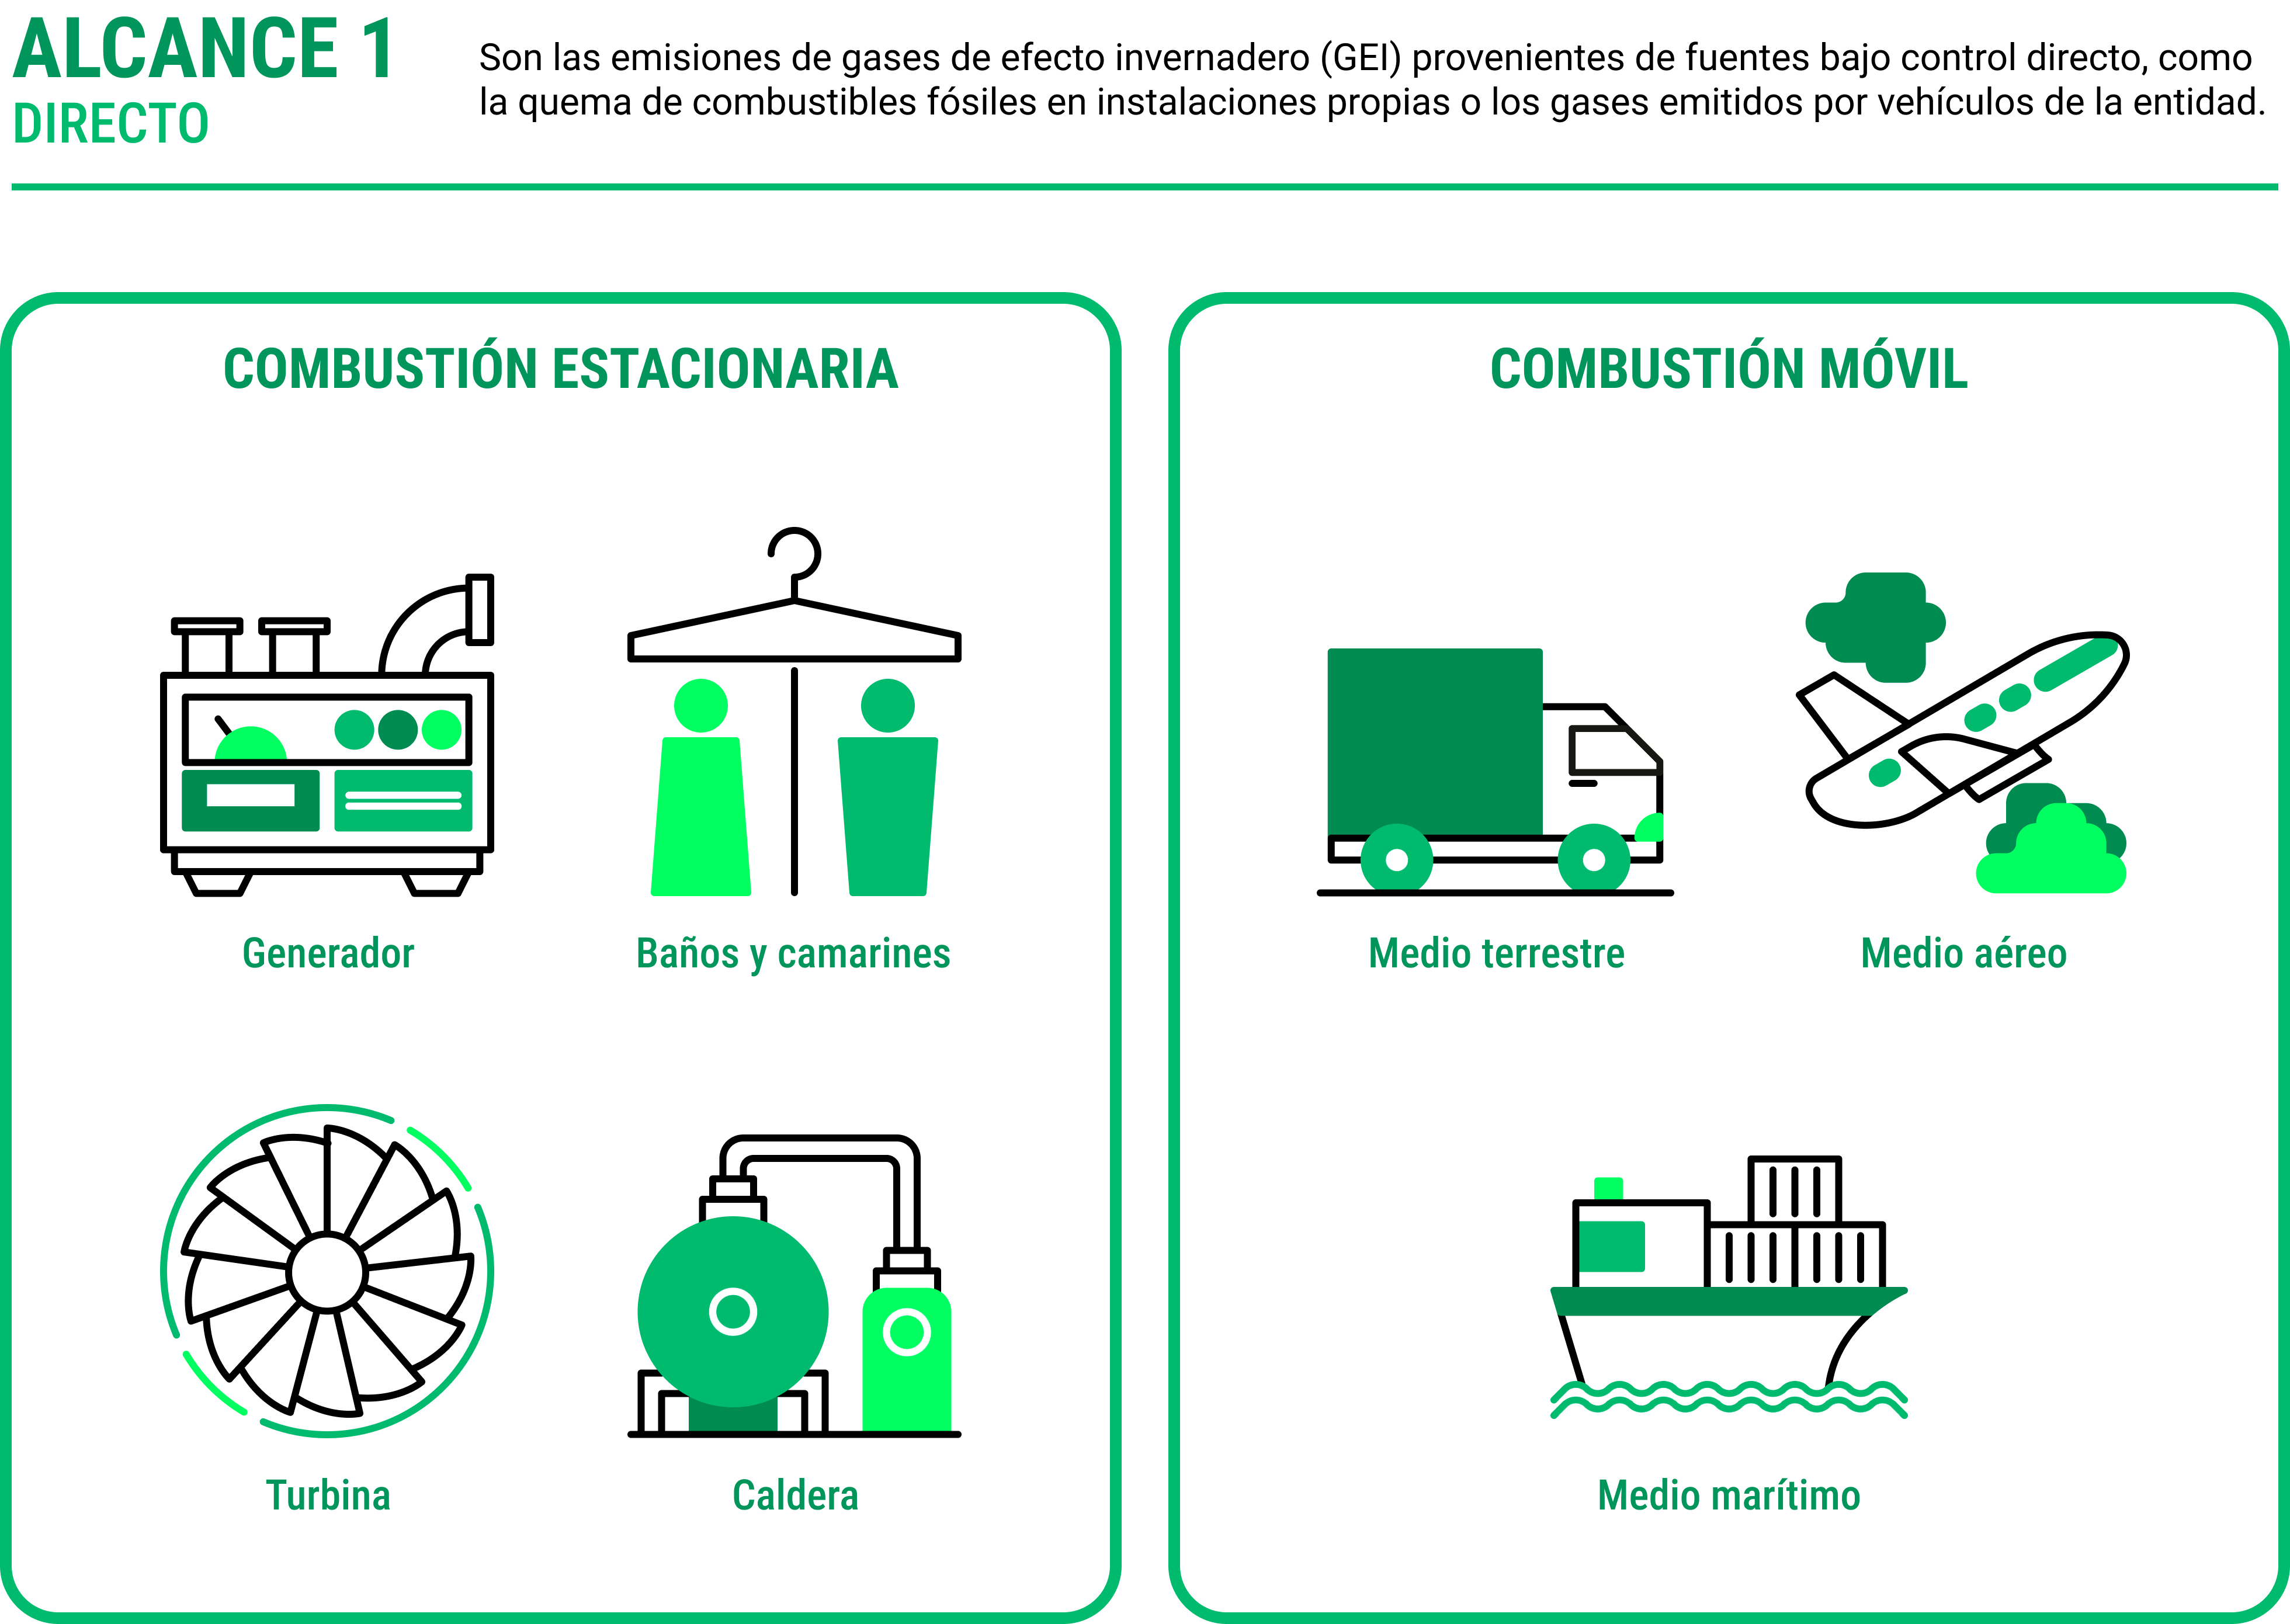 ALCANCE 1
DIRECTO
Son las emisiones de gases de efecto invernadero (GEI) provenientes de fuentes bajo control directo, como
la quema de combustibles fósiles en instalaciones propias o los gases emitidos por vehículos de la entidad.
COMBUSTIÓN ESTACIONARIA
Generador
Baños y camarines
Turbina
Caldera
COMBUSTIÓN MÓVIL
Medio terrestre
Medio aéreo
Medio marítimo